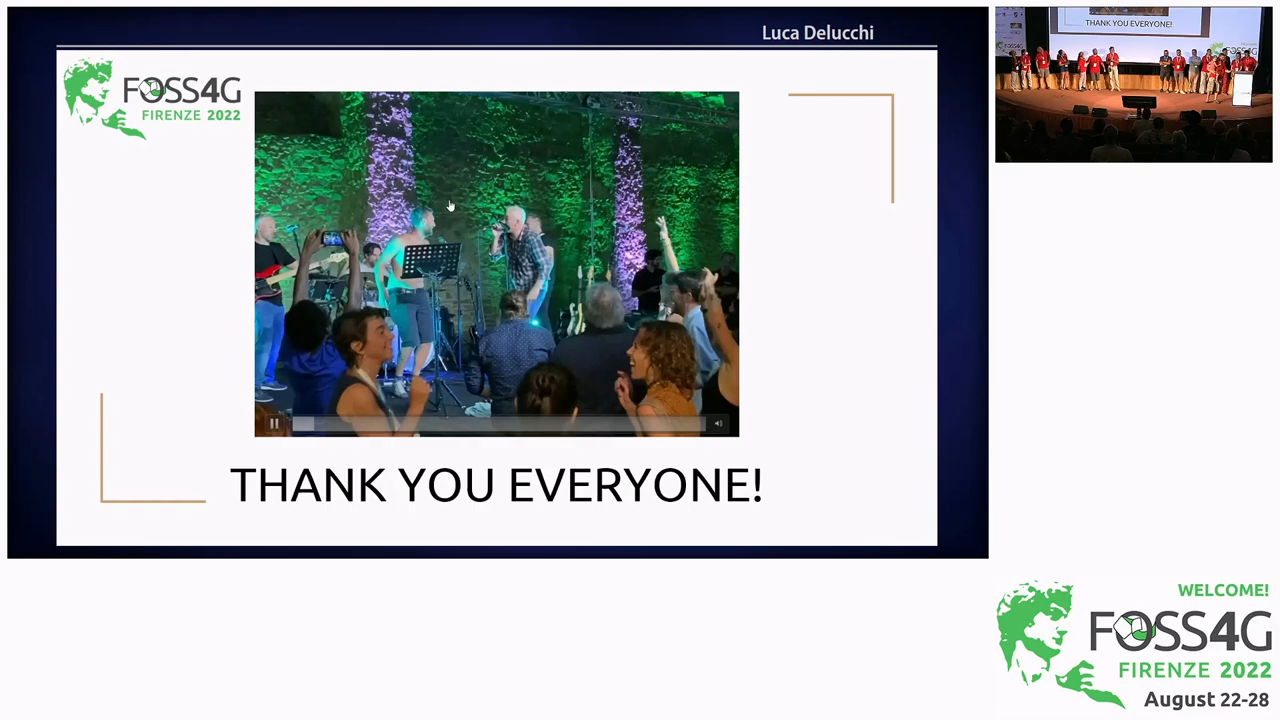 Luca Delucchi
FOSS4G
FIRENZE 2022
THANK YOU EVERYONE!
THANK YOU EVERYONE!
WELCOME!
FOSS4G
FIRENZE 2022
August 22-28